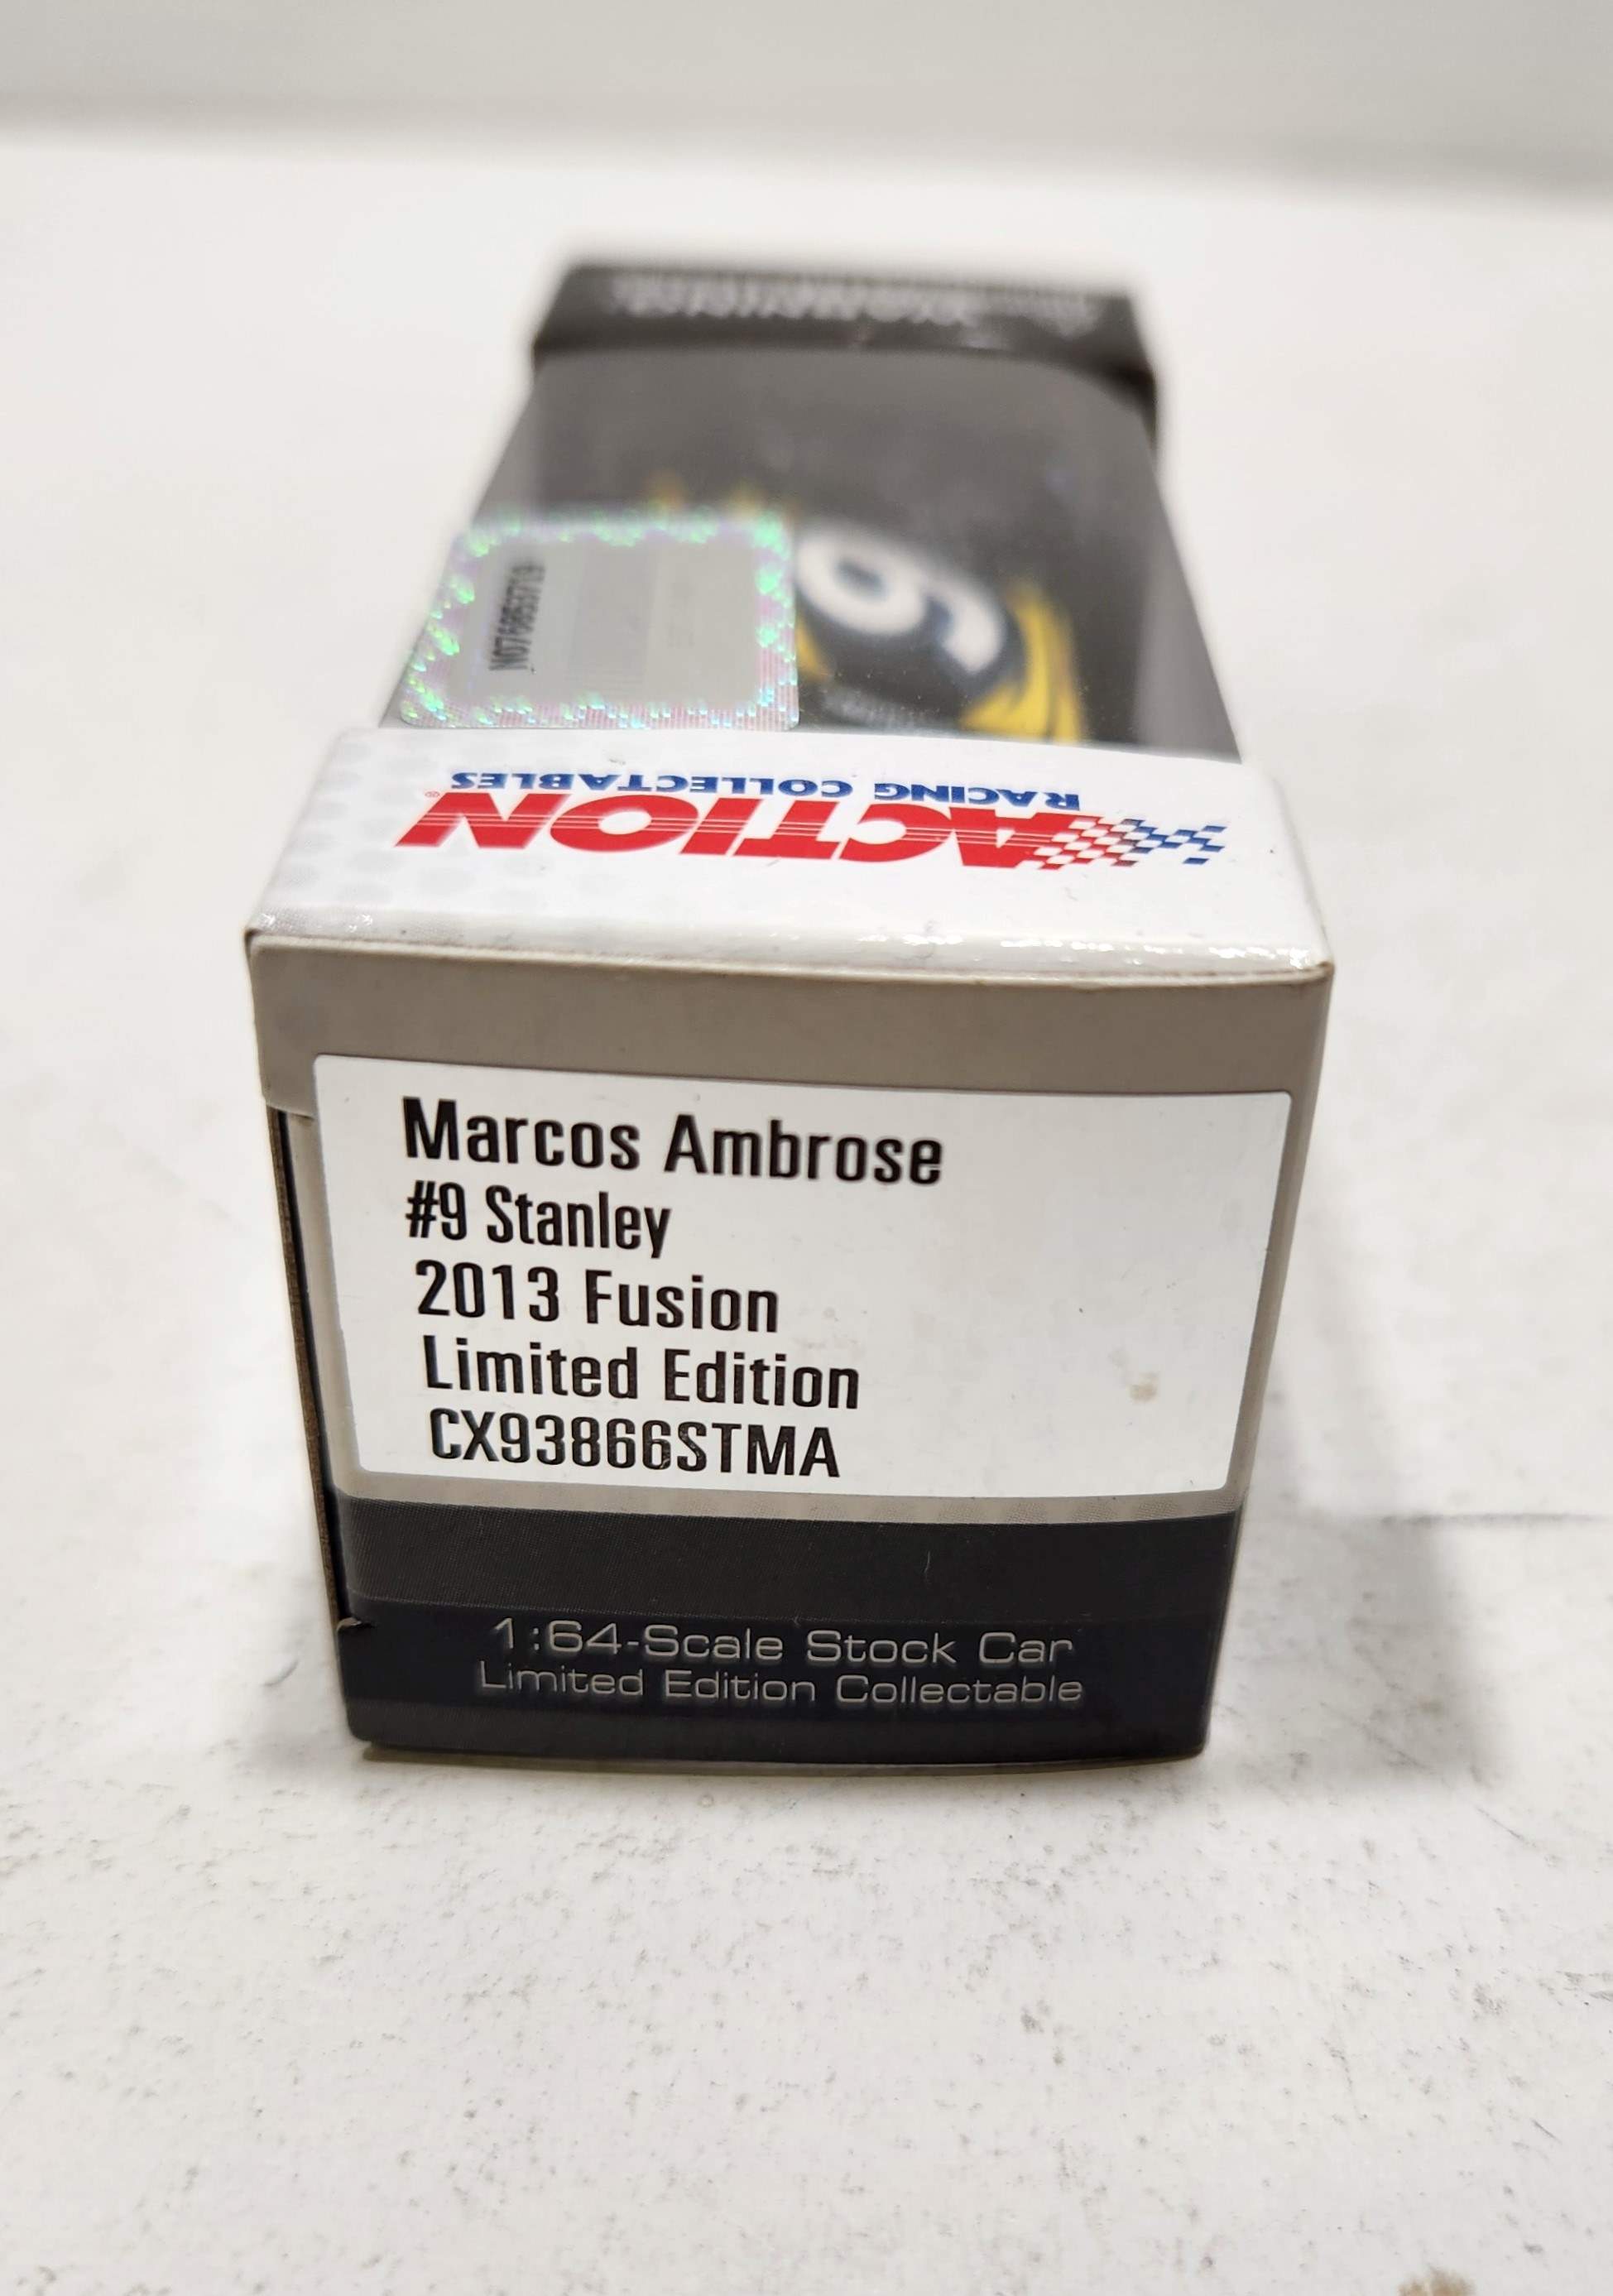 9
RACING COLLECTABLES
ACTION®
Marcos Ambrose
#9 Stanley
2013 Fusion
Limited Edition
CX93866STMA
1:64-Scale Stock Car
Limited Edition Collectable